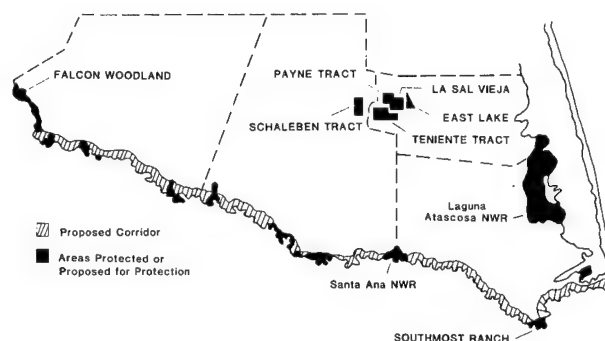 FALCON WOODLAND
PAYNE TRACT
LA SAL VIEJA
SCHALEBEN TRACT
EAST LAKE
TENIENTE TRACT
Laguna
Atascosa NWR
Proposed Corridor
Areas Protected or
Proposed for Protection
Santa Ana NWR
SOUTHMOST RANCH